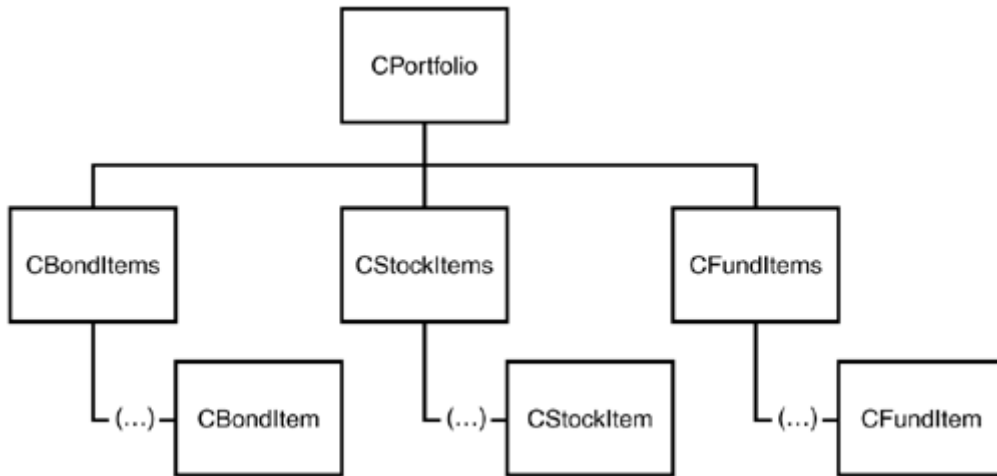 CPortfolio
CBondItems
CStockItems
CFundItems
(...)
CBondItem
(...)
CStockItem
(...)
CFundItem